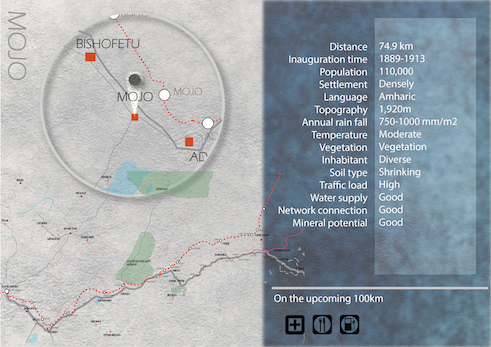 MOJO
BISHOFETU
MOJO
MOJO
AD
AD
Distance 74.9 km
Inauguration time 1889-1913
Population 110,000
Settlement Densely
Language Amharic
Topography 1,920m
Annual rain fall 750-1000 mm/m2
Temperature Moderate
Vegetation Vegetation
Inhabitant Diverse
Soil type Shrinking
Traffic load High
Water supply Good
Network connection Good
Mineral potential Good
On the upcoming 100km